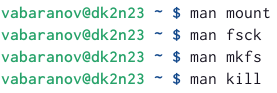 vabaranov@dk2n23 ~ $ man mount
vabaranov@dk2n23 ~ $ man fsck
vabaranov@dk2n23 ~ $ man mkfs
vabaranov@dk2n23 ~ $ man kill